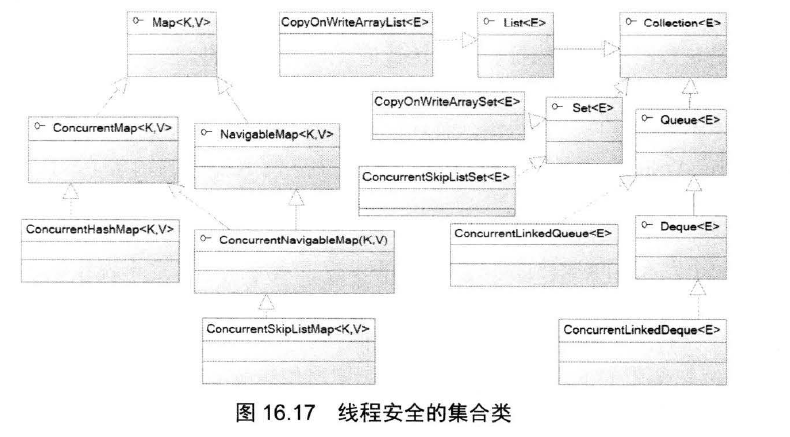 Map<K,V>
CopyOnWriteArrayList<E>
List<E>
Collection<E>
CopyOnWriteArraySet<E>
Set<E>
Queue<E>
ConcurrentMap<K,V>
NavigableMap<K,V>
ConcurrentSkipListSet<E>
ConcurrentHashMap<K,V>
ConcurrentNavigableMap(K,V)
ConcurrentLinkedQueue<E>
Deque<E>
ConcurrentSkipListMap<K,V>
ConcurrentLinkedDeque<E>
图 16.17 线程安全的集合类